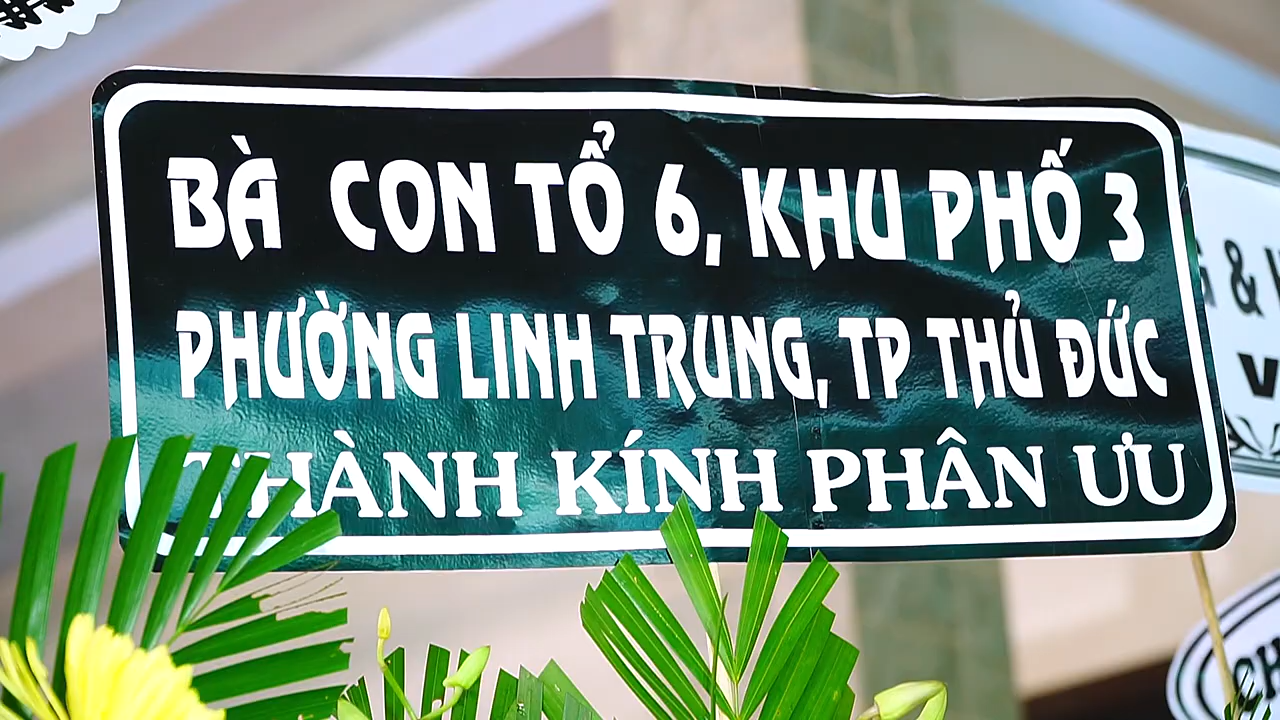 BÀ CON TỔ 6, KHU PHỐ 3
PHƯỜNG LINH TRUNG, TP THỦ ĐỨC
THÀNH KÍNH PHÂN ƯU
&
V